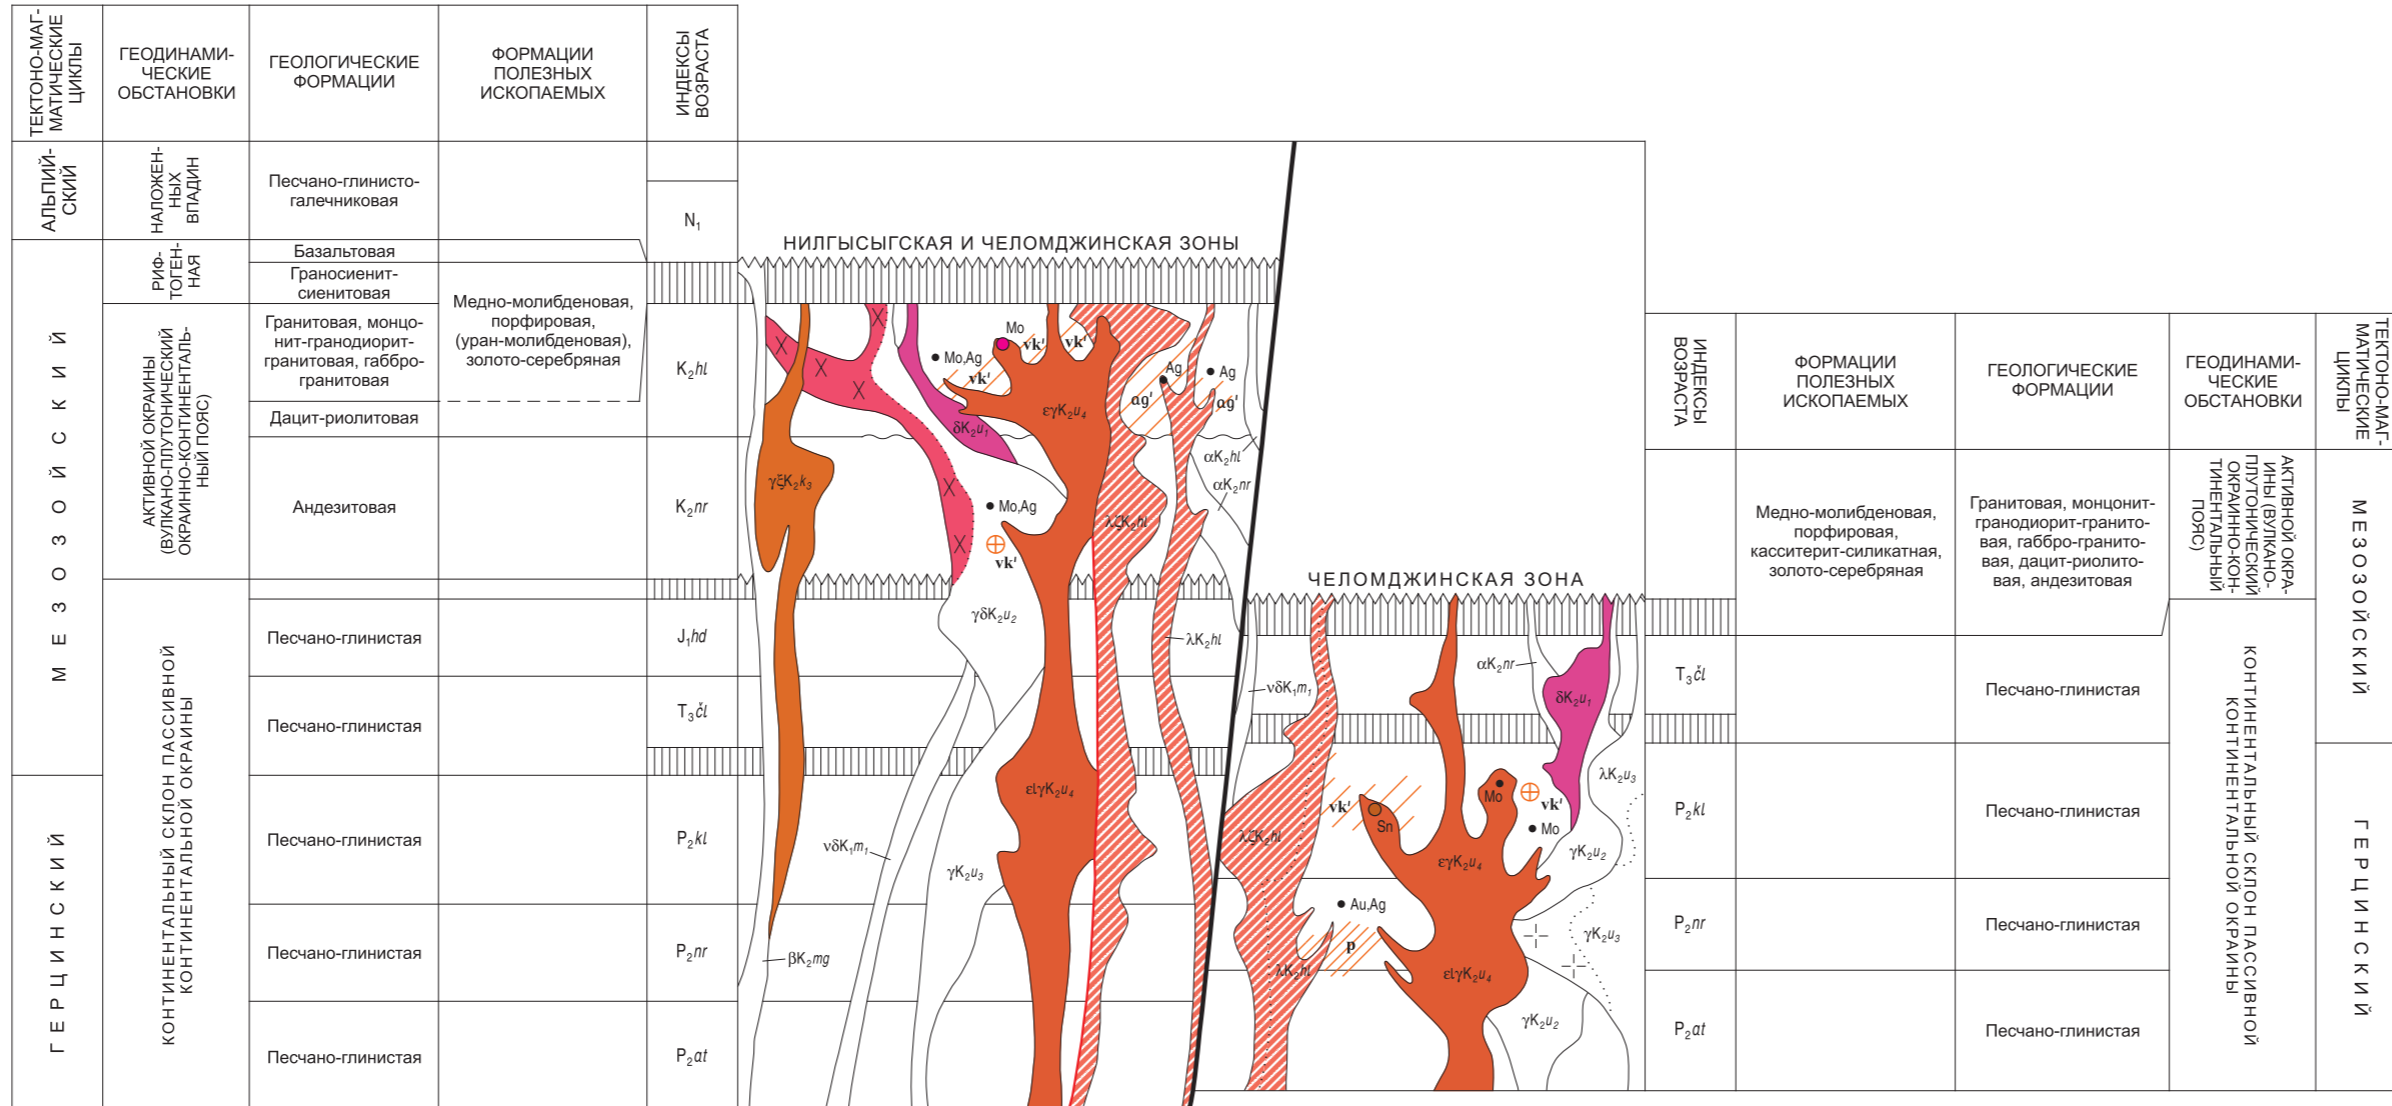 ТЕКТОНО-МАГ-
МАТИЧЕСКИЕ
ЦИКЛЫ
ГЕОДИНАМИ-
ЧЕСКИЕ
ОБСТАНОВКИ
ГЕОЛОГИЧЕСКИЕ
ФОРМАЦИИ
ФОРМАЦИИ
ПОЛЕЗНЫХ
ИСКОПАЕМЫХ
ИНДЕКСЫ
ВОЗРАСТА
АЛЬПИЙ-
СКИЙ
НАЛОЖЕН-
НЫХ
ВПАДИН
Песчано-глинисто-
галечниковая
N₁
МЕЗОЗОЙСКИЙ
РИФ-
ТОГЕН-
НАЯ
Базальтовая
Граносиенит-
сиенитовая
АКТИВНОЙ ОКРАИНЫ
(ВУЛКАНО-ПЛУТОНИЧЕСКИЙ
ОКРАИННО-КОНТИНЕНТАЛЬ-
НЫЙ ПОЯС)
Гранитовая, монцо-
нит-гранодиорит-
гранитовая, габбро-
гранитовая
Дацит-риолитовая
Медно-молибденовая,
порфировая,
(уран-молибденовая),
золото-серебряная
K₂hl
Андезитовая
K₂nr
КОНТИНЕНТАЛЬНЫЙ СКЛОН ПАССИВНОЙ
КОНТИНЕНТАЛЬНОЙ ОКРАИНЫ
Песчано-глинистая
J₁hd
Песчано-глинистая
T₃čl
ГЕРЦИНСКИЙ
Песчано-глинистая
P₂kl
Песчано-глинистая
P₂nr
Песчано-глинистая
P₂at
НИЛГЫСЫГСКАЯ И ЧЕЛОМДЖИНСКАЯ ЗОНЫ
Mo
vk'
vk'
Mo,Ag
vk'
Ag
Ag
ag'
ag'
εγK₂u₄
δK₂u₁
αK₂hl
γξK₂k₃
αK₂nr
Mo,Ag
λζK₂hl
vk'
γδK₂u₂
λK₂hl
εlγK₂u₄
νδK₁m₁
γK₂u₃
βK₂mg
ЧЕЛОМДЖИНСКАЯ ЗОНА
αK₂nr
νδK₁m₁
δK₂u₁
λK₂u₃
vk'
Mo
vk'
Sn
Mo
λζK₂hl
εγK₂u₄
γK₂u₂
Au,Ag
p
γK₂u₃
λK₂hl
εlγK₂u₄
γK₂u₂
ИНДЕКСЫ
ВОЗРАСТА
ФОРМАЦИИ
ПОЛЕЗНЫХ
ИСКОПАЕМЫХ
ГЕОЛОГИЧЕСКИЕ
ФОРМАЦИИ
ГЕОДИНАМИ-
ЧЕСКИЕ
ОБСТАНОВКИ
ТЕКТОНО-МАГ-
МАТИЧЕСКИЕ
ЦИКЛЫ
Медно-молибденовая,
порфировая,
касситерит-силикатная,
золото-серебряная
Гранитовая, монцонит-
гранодиорит-гранито-
вая, габбро-гранито-
вая, дацит-риолито-
вая, андезитовая
АКТИВНОЙ ОКРА-
ИНЫ (ВУЛКАНО-
ПЛУТОНИЧЕСКИЙ
ОКРАИННО-КОН-
ТИНЕНТАЛЬНЫЙ
ПОЯС)
МЕЗОЗОЙСКИЙ
T₃čl
Песчано-глинистая
КОНТИНЕНТАЛЬНЫЙ СКЛОН ПАССИВНОЙ
КОНТИНЕНТАЛЬНОЙ ОКРАИНЫ
P₂kl
Песчано-глинистая
ГЕРЦИНСКИЙ
P₂nr
Песчано-глинистая
P₂at
Песчано-глинистая